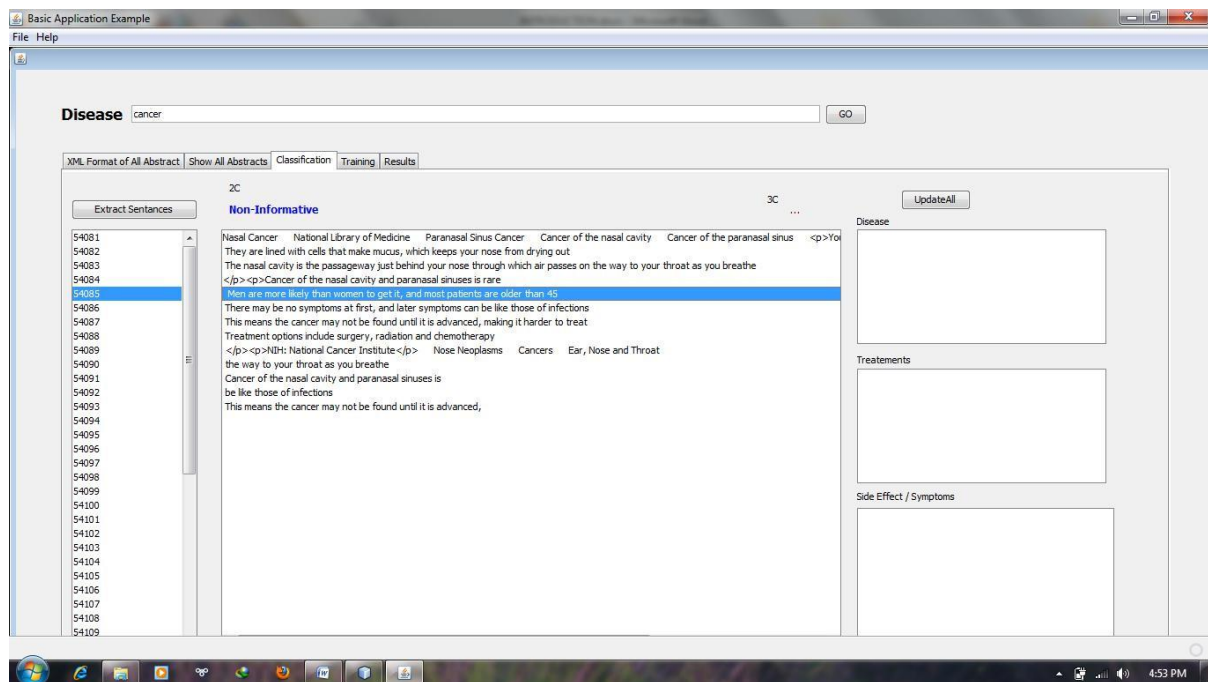 Basic Application Example
File Help
Disease cancer GO
XML Format of All Abstract Show All Abstracts Classification Training Results
2C
3C
UpdateAll
Extract Sentances
Non-Informative
...
Disease
54081 Nasal Cancer National Library of Medicine Paranasal Sinus Cancer Cancer of the nasal cavity Cancer of the paranasal sinus <p>You
54082 They are lined with cells that make mucus, which keeps your nose from drying out
54083 The nasal cavity is the passageway just behind your nose through which air passes on the way to your throat as you breathe
54084 </p><p>Cancer of the nasal cavity and paranasal sinuses is rare
54085 Men are more likely than women to get it, and most patients are older than 45
54086 There may be no symptoms at first, and later symptoms can be like those of infections
54087 This means the cancer may not be found until it is advanced, making it harder to treat
54088 Treatment options include surgery, radiation and chemotherapy
54089 </p><p>NIH: National Cancer Institute</p> Nose Neoplasms Cancers Ear, Nose and Throat
Treatements
54090 the way to your throat as you breathe
54091 Cancer of the nasal cavity and paranasal sinuses is
54092 be like those of infections
54093 This means the cancer may not be found until it is advanced,
54094
54095
54096
54097
54098
54099
Side Effect / Symptoms
54100
54101
54102
54103
54104
54105
54106
54107
54108
54109
4:53 PM